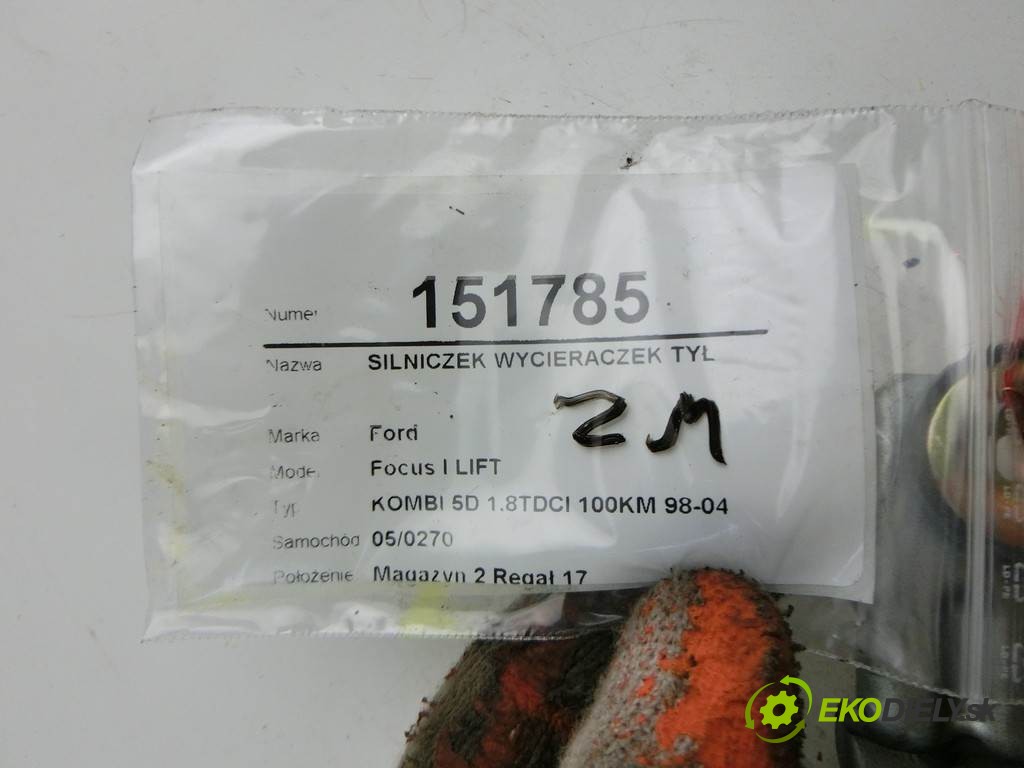 Numer 151785
Nazwa SILNICZEK WYCIERACZEK TYŁ
2M
Marka Ford
Model Focus I LIFT
Typ KOMBI 5D 1.8TDCI 100KM 98-04
Samochód 05/0270
Położenie Magazyn 2 Regał 17
EKODIELY.sk